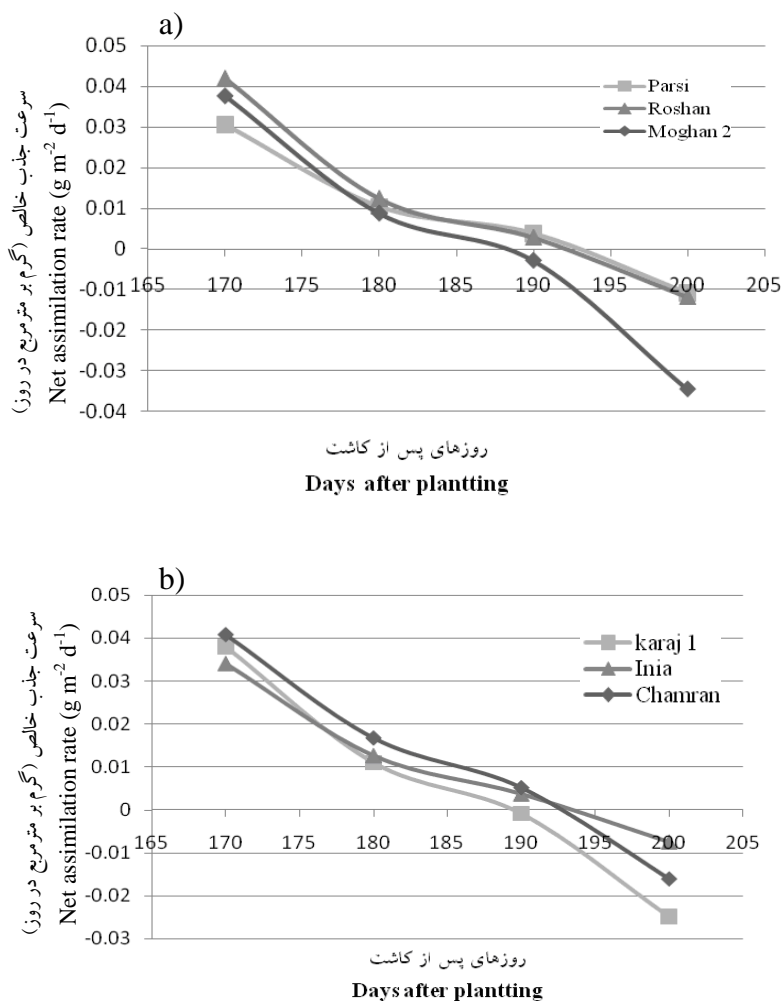 a)
0.05
0.04
0.03
0.02
0.01
0
-0.01
-0.02
-0.03
-0.04
165 170 175 180 185 190 195 200 205
Parsi
Roshan
Moghan 2
سرعت جذب خالص (گرم بر مترمربع در روز)
Net assimilation rate (g m⁻² d⁻¹)
روزهای پس از کاشت
Days after plantting
b)
0.05
0.04
0.03
0.02
0.01
0
-0.01
-0.02
-0.03
165 170 175 180 185 190 195 200 205
karaj 1
Inia
Chamran
سرعت جذب خالص (گرم بر مترمربع در روز)
Net assimilation rate (g m⁻² d⁻¹)
روزهای پس از کاشت
Days after plantting